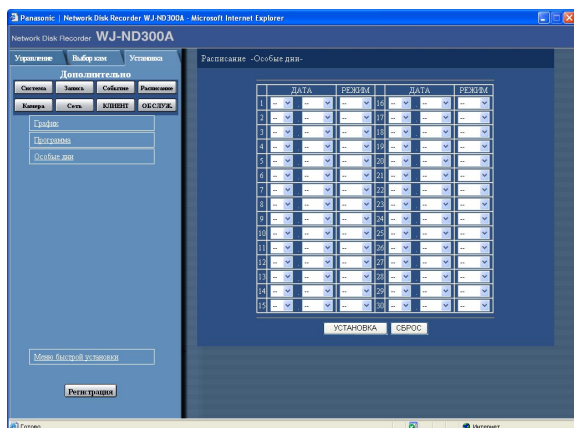 Panasonic | Network Disk Recorder WJ-ND300A - Microsoft Internet Explorer
Network Disk Recorder WJ-ND300A
Управление Выбор кам Установка
Дополнительно
Система Запись Событие Расписание
Камера Сеть КЛИЕНТ ОБСЛУЖ.
График
Программа
Особые дни
Меню быстрой установки
Регистрация
Расписание -Особые дни-
ДАТА РЕЖИМ ДАТА РЕЖИМ
1 -- . -- -- 16 -- . -- --
2 -- . -- -- 17 -- . -- --
3 -- . -- -- 18 -- . -- --
4 -- . -- -- 19 -- . -- --
5 -- . -- -- 20 -- . -- --
6 -- . -- -- 21 -- . -- --
7 -- . -- -- 22 -- . -- --
8 -- . -- -- 23 -- . -- --
9 -- . -- -- 24 -- . -- --
10 -- . -- -- 25 -- . -- --
11 -- . -- -- 26 -- . -- --
12 -- . -- -- 27 -- . -- --
13 -- . -- -- 28 -- . -- --
14 -- . -- -- 29 -- . -- --
15 -- . -- -- 30 -- . -- --
УСТАНОВКА СБРОС
Готово Интернет